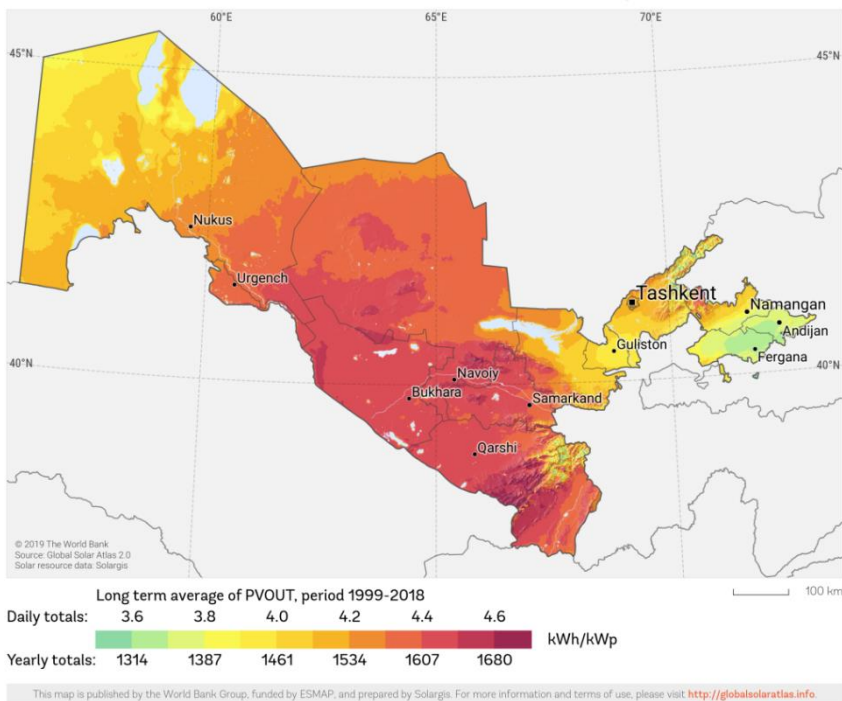 60°E 65°E 70°E
45°N 45°N
Nukus
Urgench
Tashkent
Namangan
Andijan
Guliston
Fergana
40°N 40°N
Navoiy
Bukhara
Samarkand
Qarshi
© 2019 The World Bank
Source: Global Solar Atlas 2.0
Solar resource data: Solargis
Long term average of PVOUT, period 1999-2018
100 km
Daily totals: 3.6 3.8 4.0 4.2 4.4 4.6
kWh/kWp
Yearly totals: 1314 1387 1461 1534 1607 1680
This map is published by the World Bank Group, funded by ESMAP, and prepared by Solargis. For more information and terms of use, please visit http://globalsolaratlas.info.